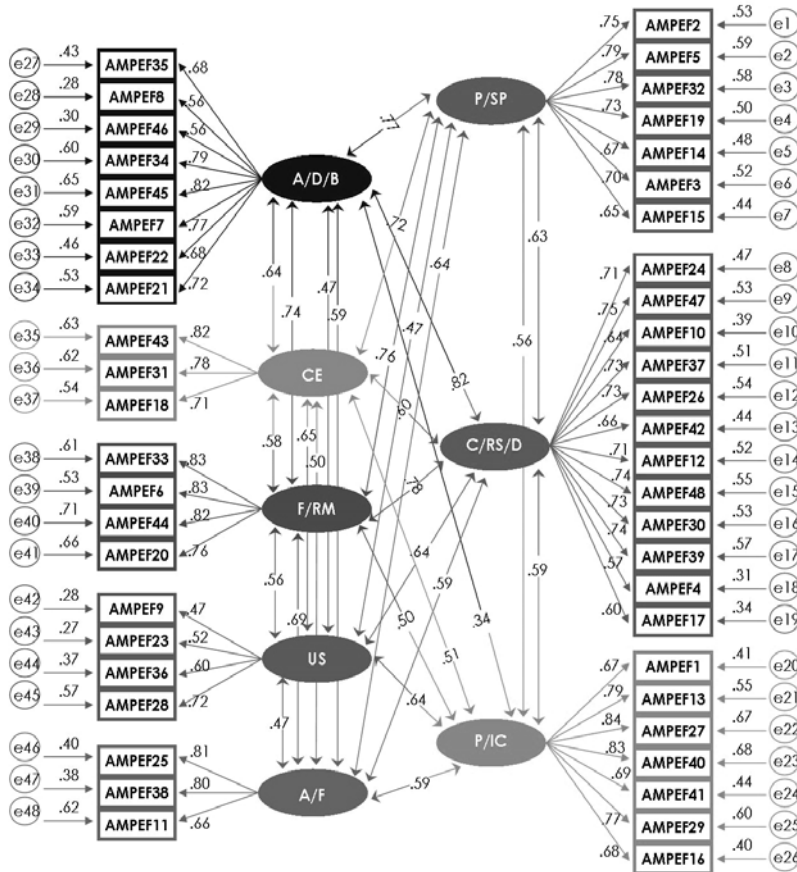 e27 .43 AMPEF35 .68
e28 .28 AMPEF8 .56
e29 .30 AMPEF46 .56
e30 .60 AMPEF34 .79
e31 .65 AMPEF45 .82
e32 .59 AMPEF7 .77
e33 .46 AMPEF22 .68
e34 .53 AMPEF21 .72
e35 .63 AMPEF43 .82
e36 .62 AMPEF31 .78
e37 .54 AMPEF18 .71
e38 .61 AMPEF33 .83
e39 .53 AMPEF6 .83
e40 .71 AMPEF44 .82
e41 .66 AMPEF20 .76
e42 .28 AMPEF9 .47
e43 .27 AMPEF23 .52
e44 .37 AMPEF36 .60
e45 .57 AMPEF28 .72
e46 .40 AMPEF25 .81
e47 .38 AMPEF38 .80
e48 .62 AMPEF11 .66
A/D/B
CE
F/RM
US
A/F
.77
.72
.64
.64
.47
.74
.59
.47
.76
.82
.60
.58
.65
.50
.78
.56
.64
.59
.69
.50
.34
.51
.64
.47
.59
.63
.56
.59
P/SP
C/RS/D
P/IC
.75 AMPEF2 .53 e1
.79 AMPEF5 .59 e2
.78 AMPEF32 .58 e3
.73 AMPEF19 .50 e4
.67 AMPEF14 .48 e5
.70 AMPEF3 .52 e6
.65 AMPEF15 .44 e7
.71 AMPEF24 .47 e8
.75 AMPEF47 .53 e9
.64 AMPEF10 .39 e10
.73 AMPEF37 .51 e11
.73 AMPEF26 .54 e12
.66 AMPEF42 .44 e13
.71 AMPEF12 .52 e14
.74 AMPEF48 .55 e15
.73 AMPEF30 .53 e16
.74 AMPEF39 .57 e17
.57 AMPEF4 .31 e18
.60 AMPEF17 .34 e19
.67 AMPEF1 .41 e20
.79 AMPEF13 .55 e21
.84 AMPEF27 .67 e22
.83 AMPEF40 .68 e23
.69 AMPEF41 .44 e24
.77 AMPEF29 .60 e25
.68 AMPEF16 .40 e26